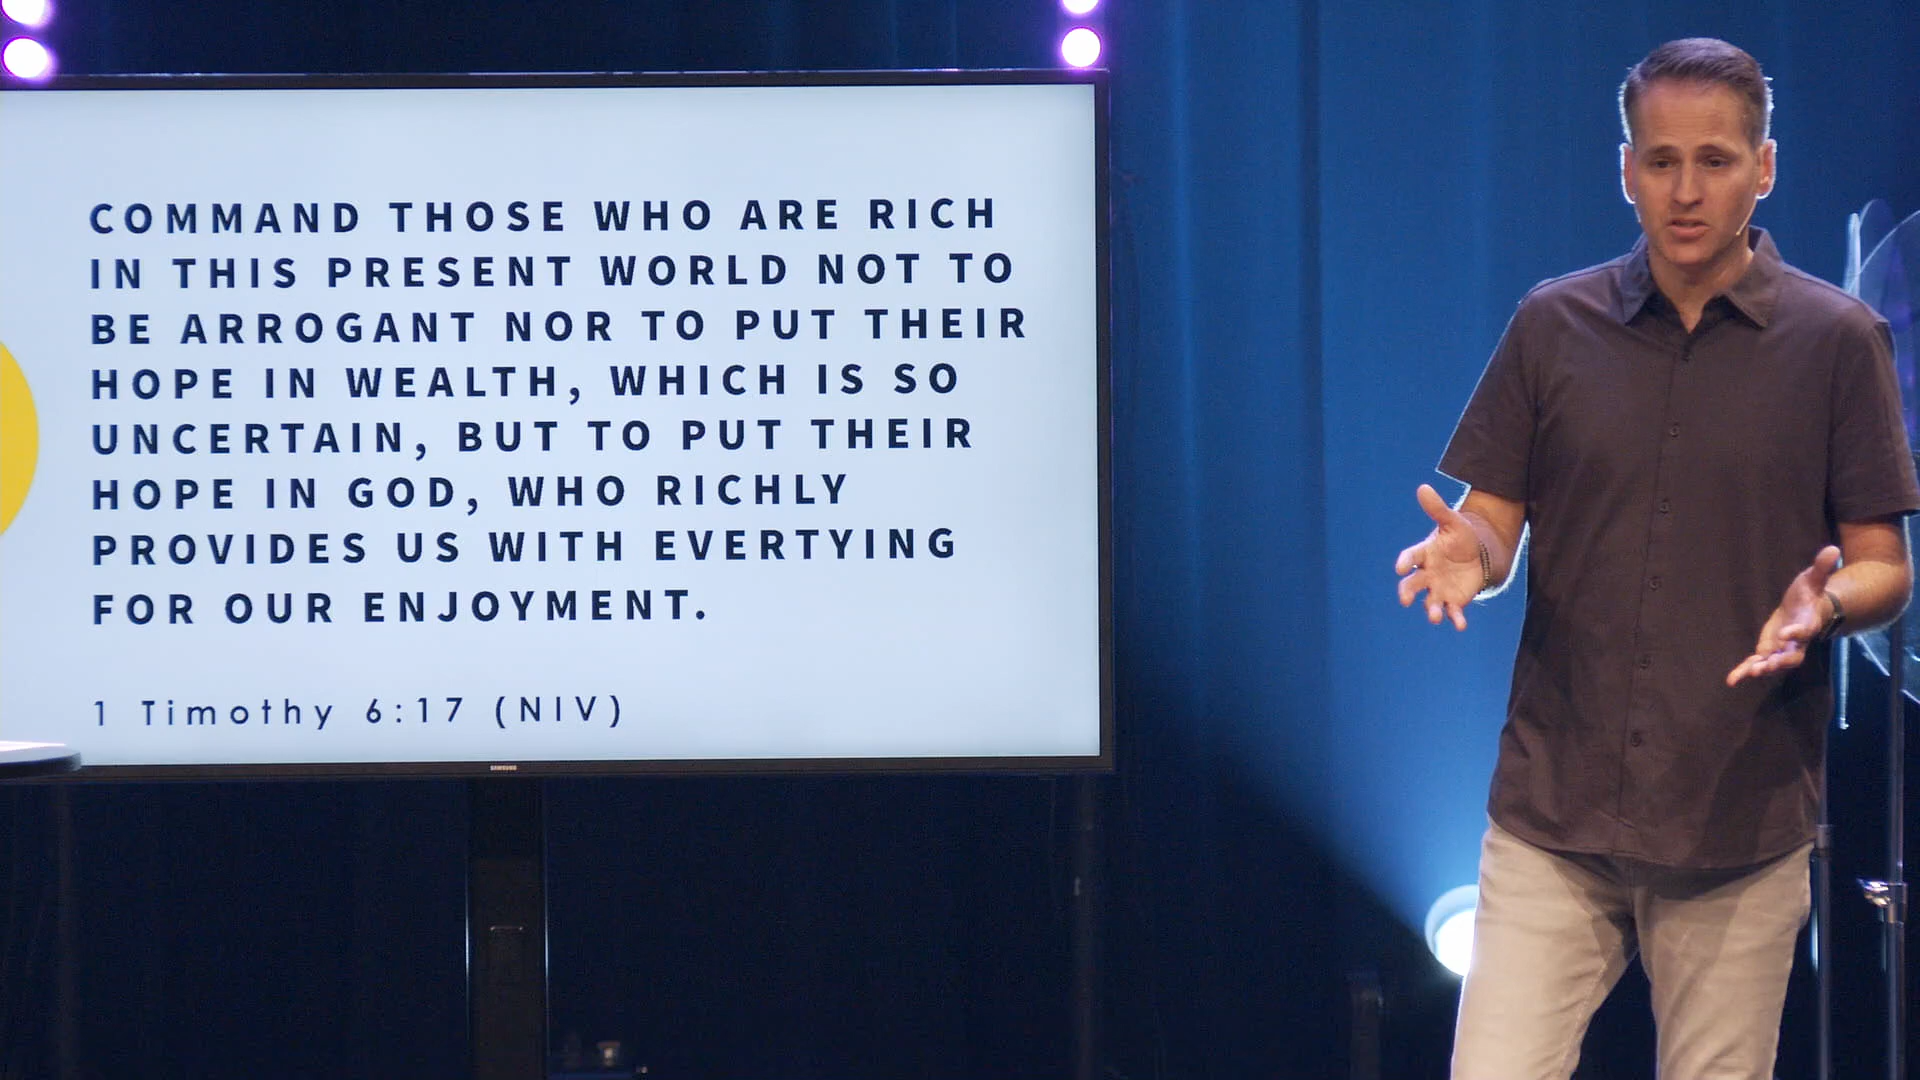 COMMAND THOSE WHO ARE RICH
IN THIS PRESENT WORLD NOT TO
BE ARROGANT NOR TO PUT THEIR
HOPE IN WEALTH, WHICH IS SO
UNCERTAIN, BUT TO PUT THEIR
HOPE IN GOD, WHO RICHLY
PROVIDES US WITH EVERTYING
FOR OUR ENJOYMENT.
1 Timothy 6:17 (NIV)
SAMSUNG